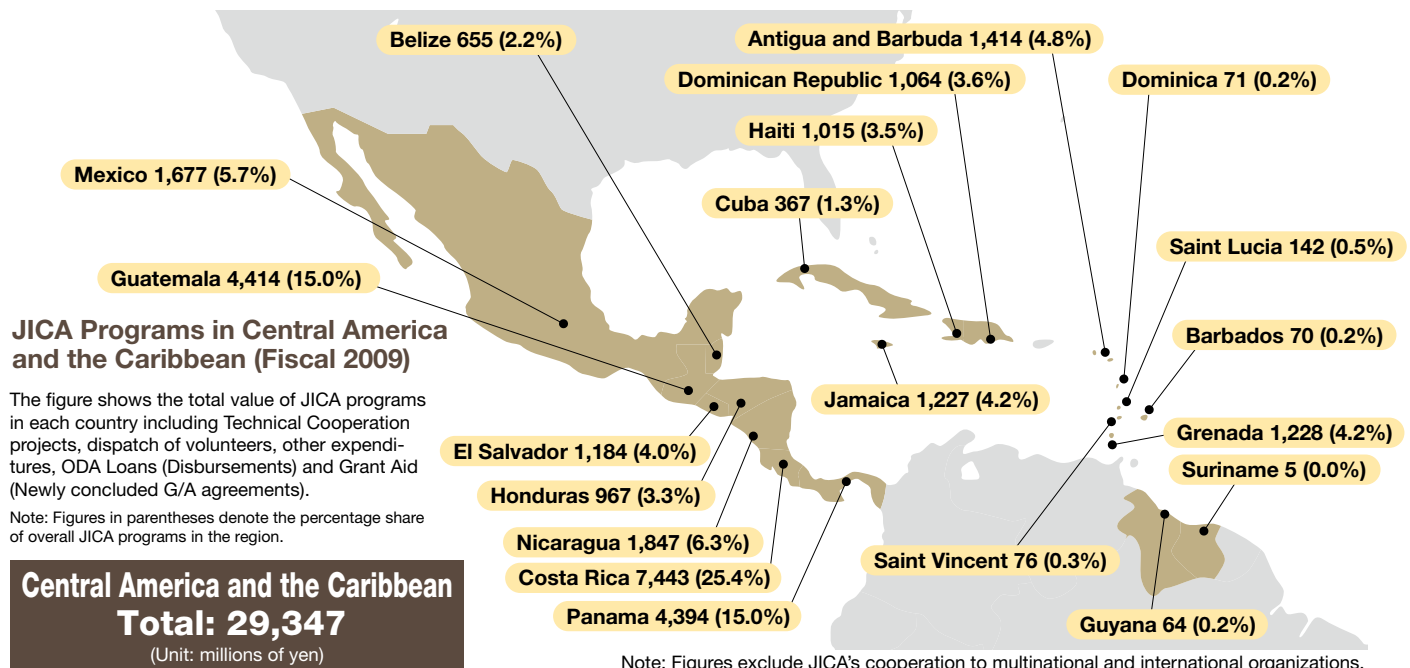 Belize 655 (2.2%)
Antigua and Barbuda 1,414 (4.8%)
Dominican Republic 1,064 (3.6%)
Dominica 71 (0.2%)
Haiti 1,015 (3.5%)
Mexico 1,677 (5.7%)
Cuba 367 (1.3%)
Saint Lucia 142 (0.5%)
Guatemala 4,414 (15.0%)
JICA Programs in Central America
and the Caribbean (Fiscal 2009)
Barbados 70 (0.2%)
The figure shows the total value of JICA programs
in each country including Technical Cooperation
projects, dispatch of volunteers, other expendi-
tures, ODA Loans (Disbursements) and Grant Aid
(Newly concluded G/A agreements).
Note: Figures in parentheses denote the percentage share
of overall JICA programs in the region.
Jamaica 1,227 (4.2%)
Grenada 1,228 (4.2%)
El Salvador 1,184 (4.0%)
Suriname 5 (0.0%)
Honduras 967 (3.3%)
Nicaragua 1,847 (6.3%)
Saint Vincent 76 (0.3%)
Costa Rica 7,443 (25.4%)
Panama 4,394 (15.0%)
Guyana 64 (0.2%)
Central America and the Caribbean
Total: 29,347
(Unit: millions of yen)
Note: Figures exclude JICA's cooperation to multinational and international organizations.